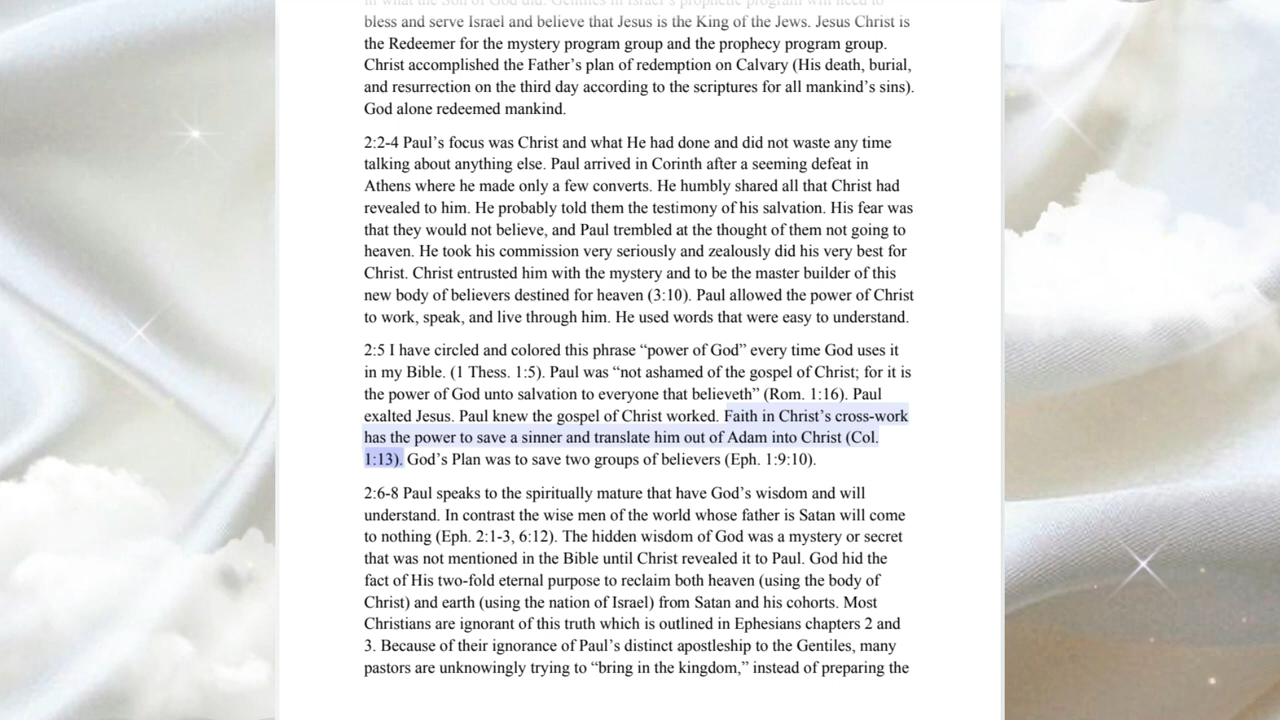 in what the Son of God did. Gentiles in Israel's prophetic program will need to
bless and serve Israel and believe that Jesus is the King of the Jews. Jesus Christ is
the Redeemer for the mystery program group and the prophecy program group.
Christ accomplished the Father's plan of redemption on Calvary (His death, burial,
and resurrection on the third day according to the scriptures for all mankind's sins).
God alone redeemed mankind.
2:2-4 Paul's focus was Christ and what He had done and did not waste any time
talking about anything else. Paul arrived in Corinth after a seeming defeat in
Athens where he made only a few converts. He humbly shared all that Christ had
revealed to him. He probably told them the testimony of his salvation. His fear was
that they would not believe, and Paul trembled at the thought of them not going to
heaven. He took his commission very seriously and zealously did his very best for
Christ. Christ entrusted him with the mystery and to be the master builder of this
new body of believers destined for heaven (3:10). Paul allowed the power of Christ
to work, speak, and live through him. He used words that were easy to understand.
2:5 I have circled and colored this phrase “power of God” every time God uses it
in my Bible. (1 Thess. 1:5). Paul was “not ashamed of the gospel of Christ; for it is
the power of God unto salvation to everyone that believeth” (Rom. 1:16). Paul
exalted Jesus. Paul knew the gospel of Christ worked. Faith in Christ's cross-work
has the power to save a sinner and translate him out of Adam into Christ (Col.
1:13). God's Plan was to save two groups of believers (Eph. 1:9:10).
2:6-8 Paul speaks to the spiritually mature that have God's wisdom and will
understand. In contrast the wise men of the world whose father is Satan will come
to nothing (Eph. 2:1-3, 6:12). The hidden wisdom of God was a mystery or secret
that was not mentioned in the Bible until Christ revealed it to Paul. God hid the
fact of His two-fold eternal purpose to reclaim both heaven (using the body of
Christ) and earth (using the nation of Israel) from Satan and his cohorts. Most
Christians are ignorant of this truth which is outlined in Ephesians chapters 2 and
3. Because of their ignorance of Paul's distinct apostleship to the Gentiles, many
pastors are unknowingly trying to “bring in the kingdom,” instead of preparing the